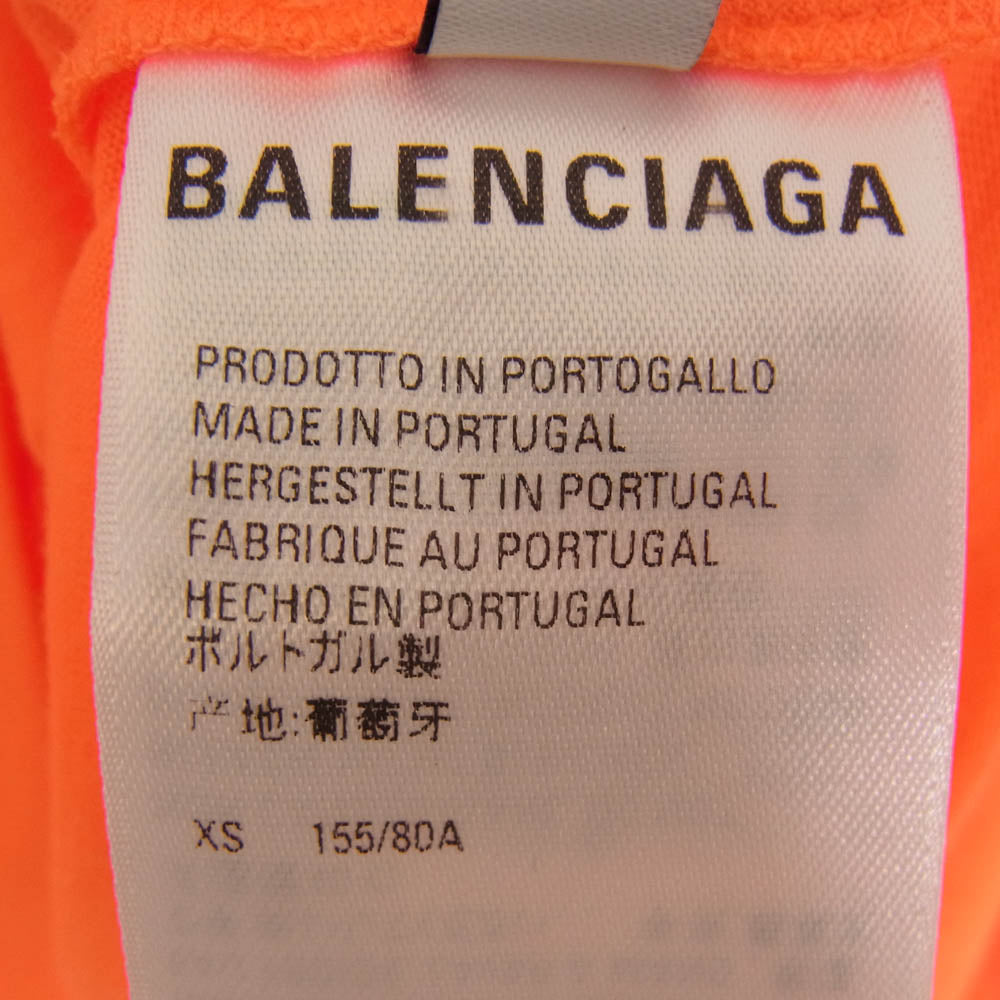 BALENCIAGA
PRODOTTO IN PORTOGALLO
MADE IN PORTUGAL
HERGESTELLT IN PORTUGAL
FABRIQUE AU PORTUGAL
HECHO EN PORTUGAL
ポルトガル製
产地:葡萄牙
XS 155/80A